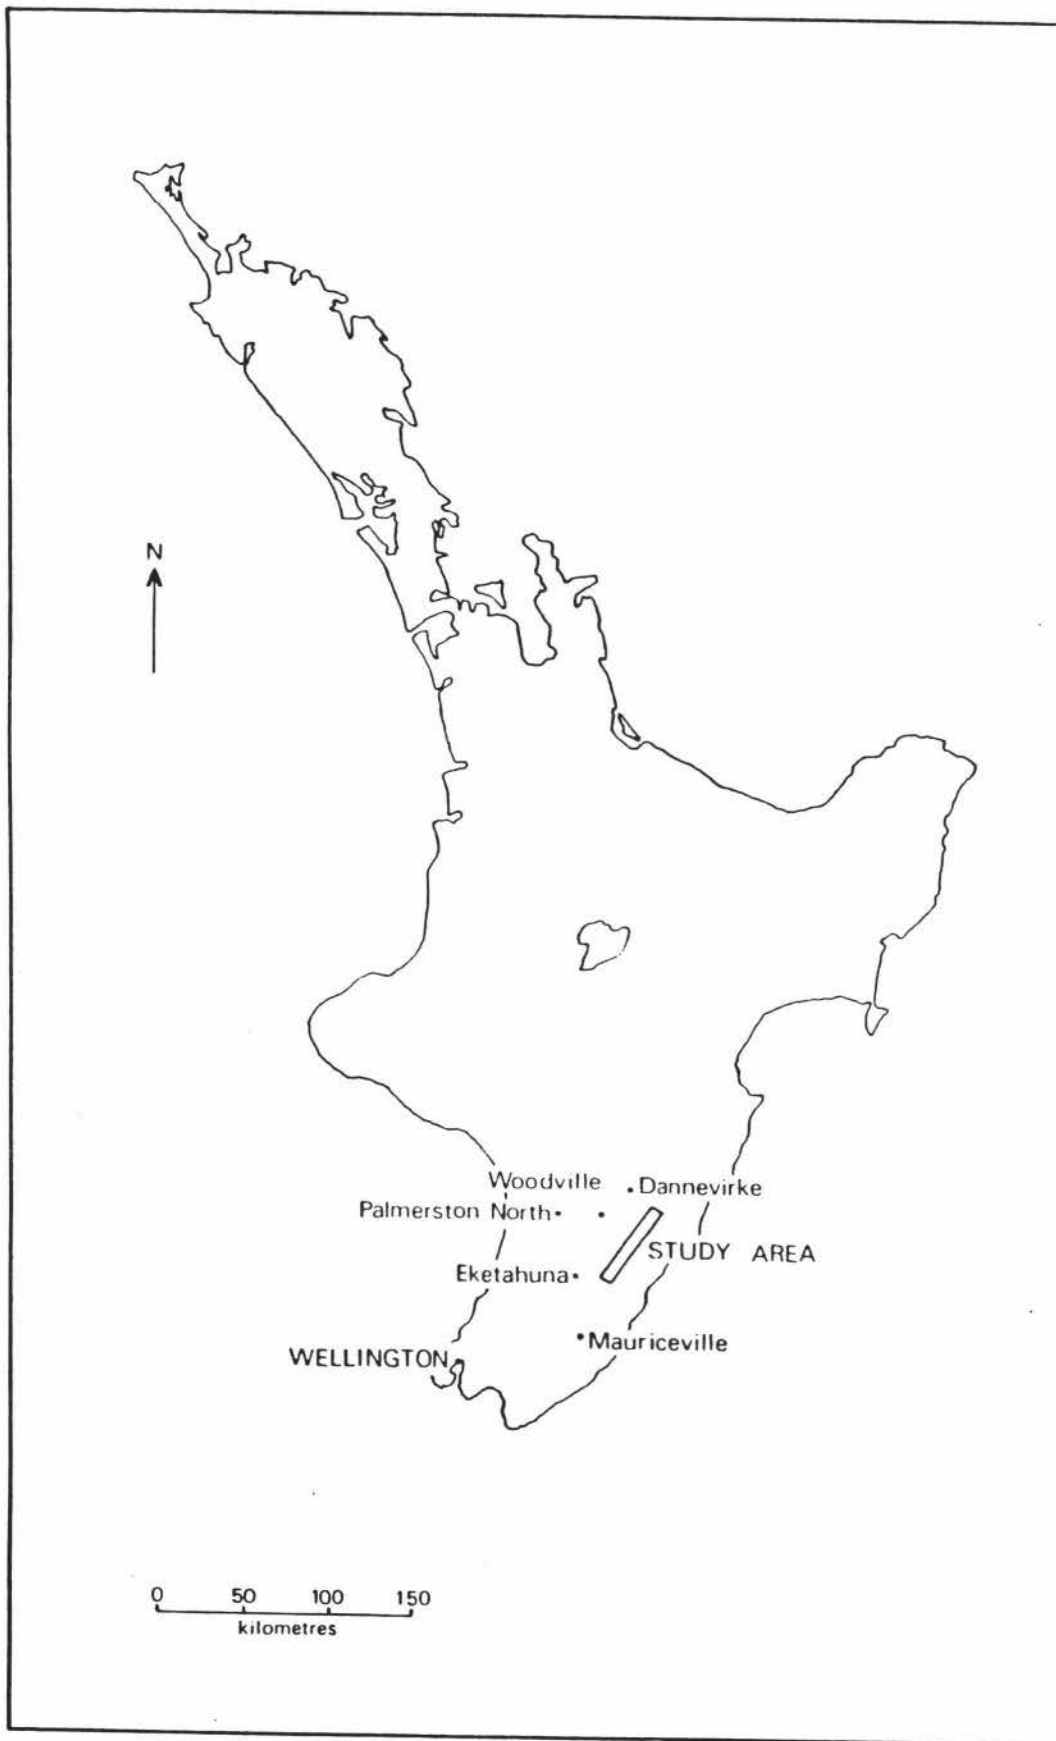 N
Woodville
Dannevirke
Palmerston North
STUDY AREA
Eketahuna
Mauriceville
WELLINGTON
0 50 100 150
kilometres